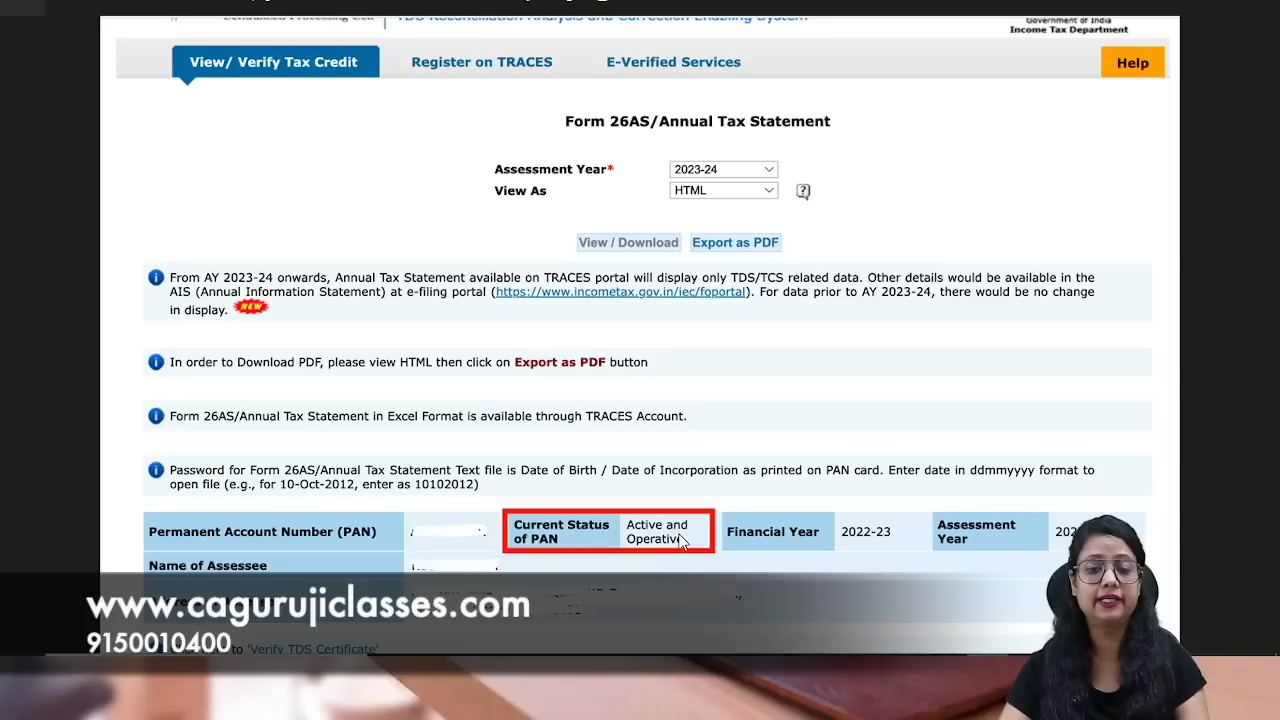 TDS Reconciliation Analysis and Correction Enabling System
Government of India
Income Tax Department
View/ Verify Tax Credit
Register on TRACES
E-Verified Services
Help
Form 26AS/Annual Tax Statement
Assessment Year*
2023-24
View As
HTML
?
View / Download
Export as PDF
From AY 2023-24 onwards, Annual Tax Statement available on TRACES portal will display only TDS/TCS related data. Other details would be available in the
AIS (Annual Information Statement) at e-filing portal (https://www.incometax.gov.in/iec/foportal). For data prior to AY 2023-24, there would be no change
in display. NEW
In order to Download PDF, please view HTML then click on Export as PDF button
Form 26AS/Annual Tax Statement in Excel Format is available through TRACES Account.
Password for Form 26AS/Annual Tax Statement Text file is Date of Birth / Date of Incorporation as printed on PAN card. Enter date in ddmmyyyy format to
open file (e.g., for 10-Oct-2012, enter as 10102012)
Permanent Account Number (PAN)
Current Status
of PAN
Active and
Operative
Financial Year
2022-23
Assessment
Year
Name of Assessee
www.cagurujiclasses.com
9150010400
to 'Verify TDS Certificate'